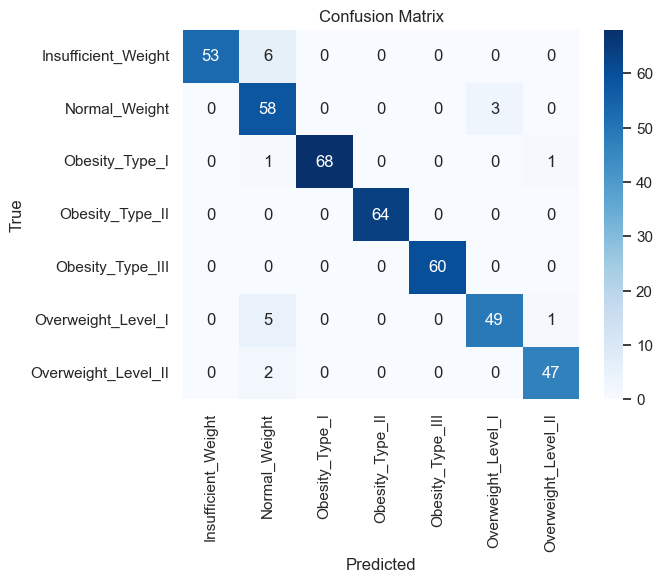 Confusion Matrix
Insufficient_Weight 53 6 0 0 0 0 0
Normal_Weight 0 58 0 0 0 3 0
Obesity_Type_I 0 1 68 0 0 0 1
Obesity_Type_II 0 0 0 64 0 0 0
Obesity_Type_III 0 0 0 0 60 0 0
Overweight_Level_I 0 5 0 0 0 49 1
Overweight_Level_II 0 2 0 0 0 0 47
True
Insufficient_Weight
Normal_Weight
Obesity_Type_I
Obesity_Type_II
Obesity_Type_III
Overweight_Level_I
Overweight_Level_II
Predicted
60
50
40
30
20
10
0